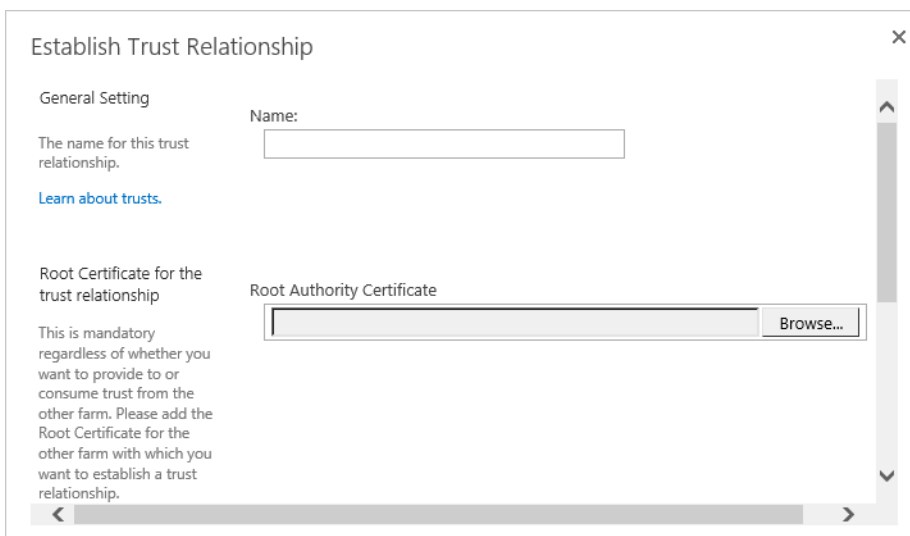 Establish Trust Relationship
General Setting
The name for this trust
relationship.
Learn about trusts.
Name:
Root Certificate for the
trust relationship
This is mandatory
regardless of whether you
want to provide to or
consume trust from the
other farm. Please add the
Root Certificate for the
other farm with which you
want to establish a trust
relationship.
Root Authority Certificate
Browse...